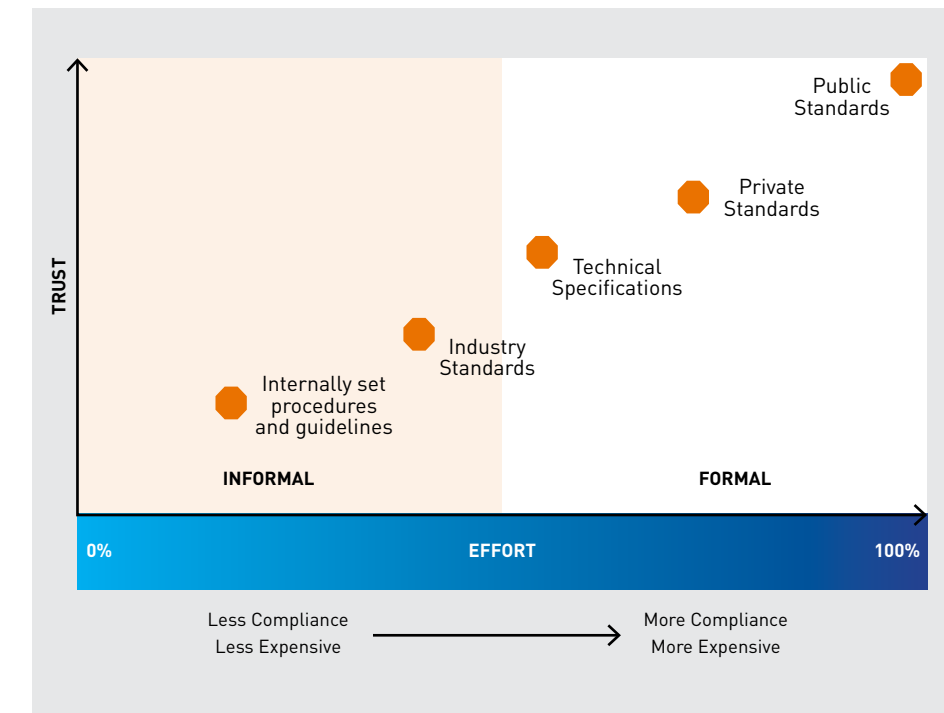 Public
Standards
Private
Standards
TRUST
Technical
Specifications
Industry
Standards
Internally set
procedures
and guidelines
INFORMAL
FORMAL
0%
EFFORT
100%
Less Compliance
Less Expensive
More Compliance
More Expensive